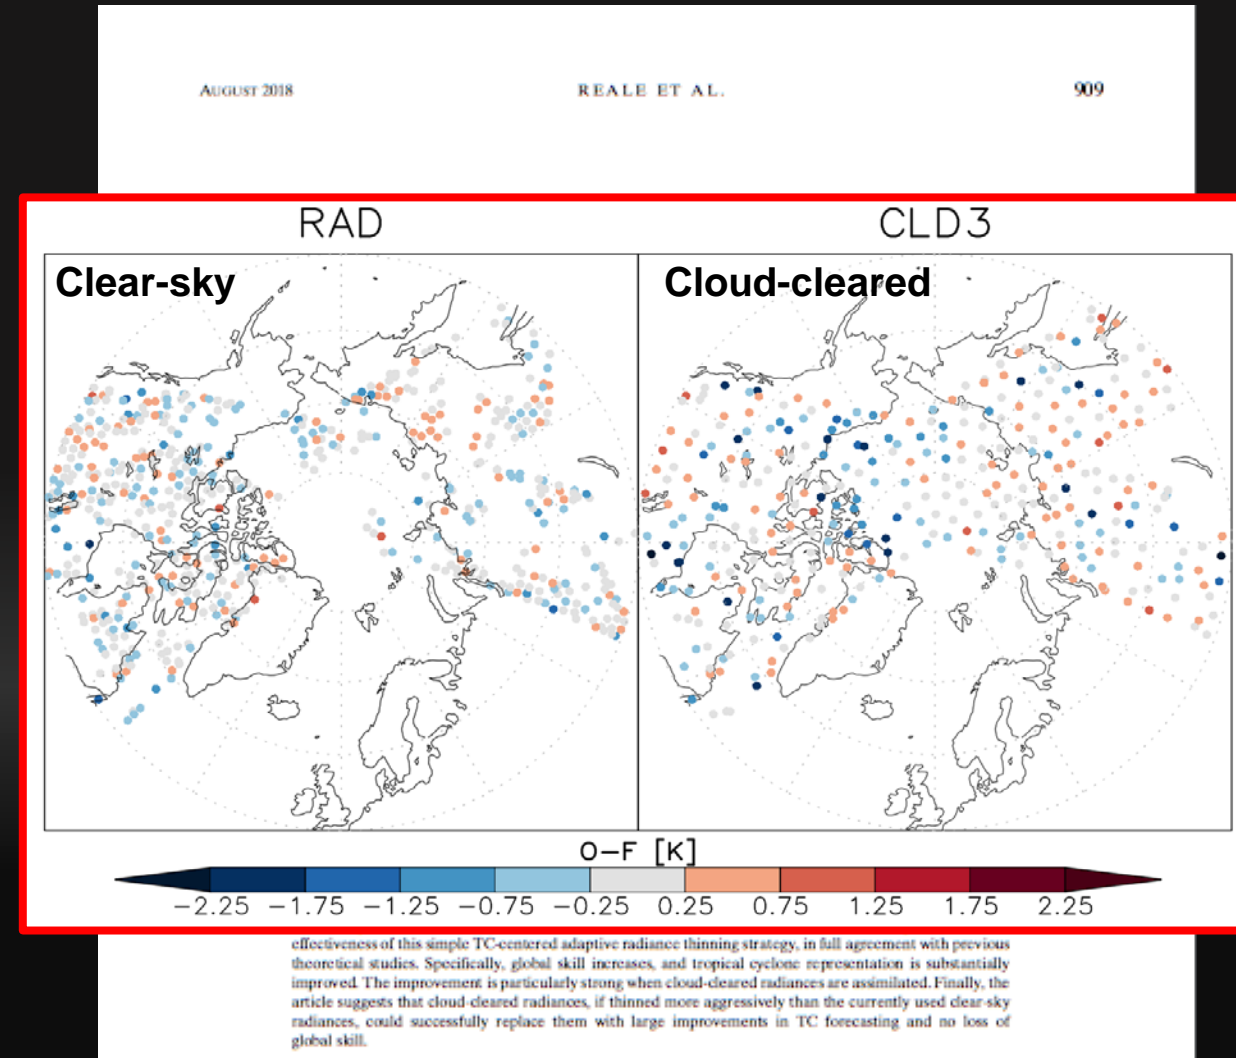 AUGUST 2018 REALE ET AL. 909
RAD CLD3
Clear-sky Cloud-cleared
O−F [K]
−2.25 −1.75 −1.25 −0.75 −0.25 0.25 0.75 1.25 1.75 2.25
effectiveness of this simple TC-centered adaptive radiance thinning strategy, in full agreement with previous
theoretical studies. Specifically, global skill increases, and tropical cyclone representation is substantially
improved. The improvement is particularly strong when cloud-cleared radiances are assimilated. Finally, the
article suggests that cloud-cleared radiances, if thinned more aggressively than the currently used clear-sky
radiances, could successfully replace them with large improvements in TC forecasting and no loss of
global skill.